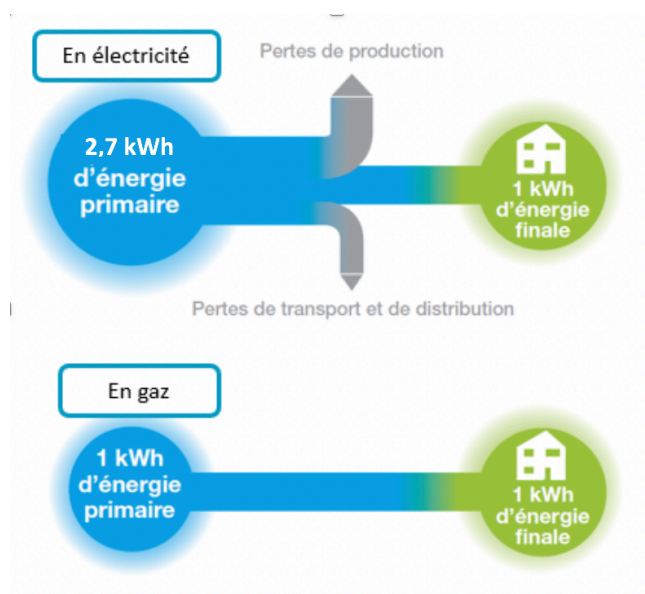 En électricité
Pertes de production
2,7 kWh
d’énergie
primaire
1 kWh
d’énergie
finale
Pertes de transport et de distribution
En gaz
1 kWh
d’énergie
primaire
1 kWh
d’énergie
finale